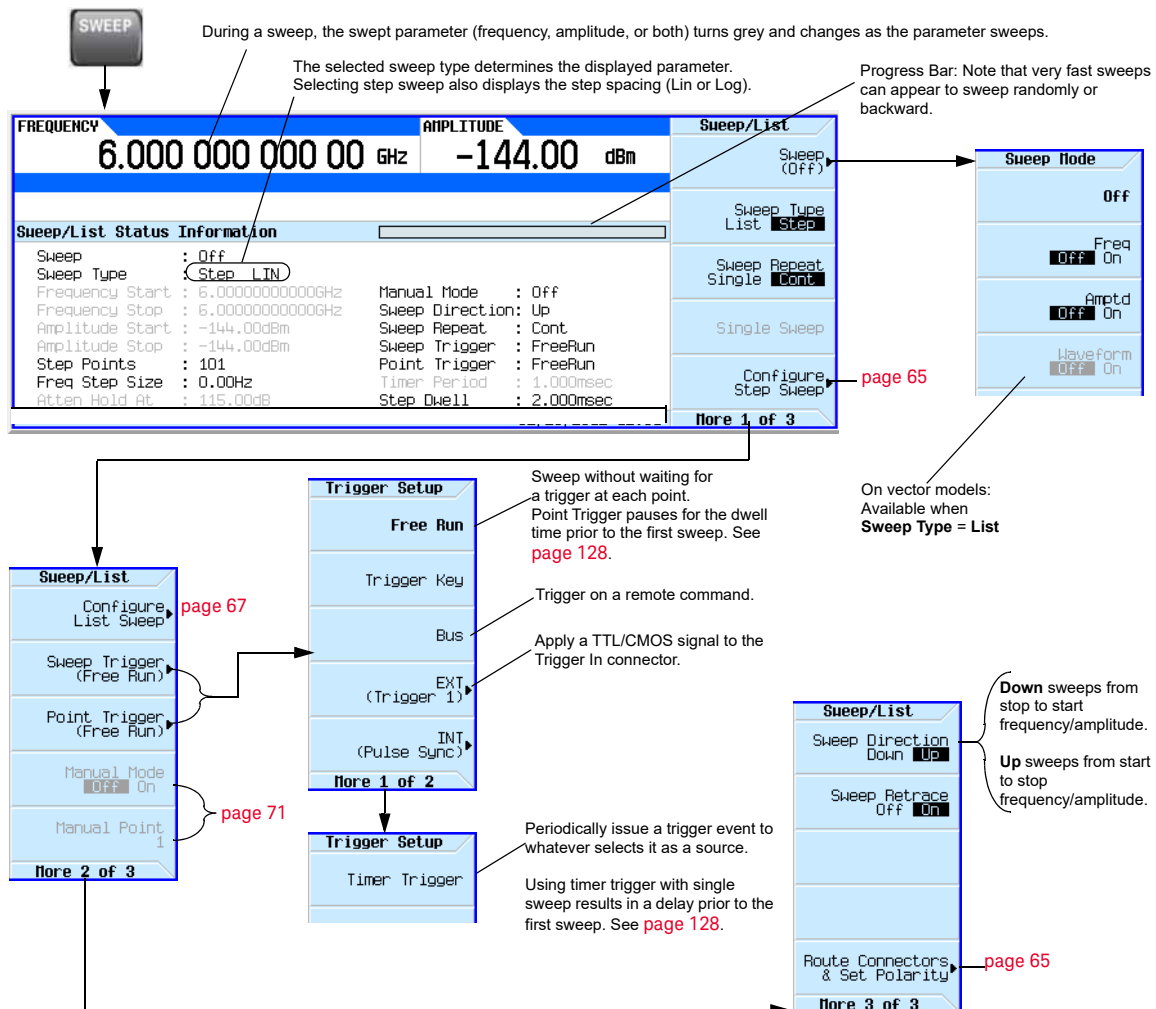 SWEEP
During a sweep, the swept parameter (frequency, amplitude, or both) turns grey and changes as the parameter sweeps.
The selected sweep type determines the displayed parameter.
Selecting step sweep also displays the step spacing (Lin or Log).
Progress Bar: Note that very fast sweeps
can appear to sweep randomly or
backward.
FREQUENCY
6.000 000 000 00 GHz
AMPLITUDE
-144.00 dBm
Sweep/List Status Information
Sweep : Off
Sweep Type : Step LIN
Frequency Start : 6.00000000000GHz
Frequency Stop : 6.00000000000GHz
Amplitude Start : -144.00dBm
Amplitude Stop : -144.00dBm
Step Points : 101
Freq Step Size : 0.00Hz
Atten Hold At : 115.00dB
Manual Mode : Off
Sweep Direction: Up
Sweep Repeat : Cont
Sweep Trigger : FreeRun
Point Trigger : FreeRun
Timer Period : 1.000msec
Step Dwell : 2.000msec
Sweep/List
Sweep
(Off)
Sweep Type
List Step
Sweep Repeat
Single Cont
Single Sweep
Configure
Step Sweep
More 1 of 3
page 65
Sweep Mode
Off
Freq
Off On
Amptd
Off On
Waveform
Off On
On vector models:
Available when
Sweep Type = List
Sweep/List
Configure
List Sweep
page 67
Sweep Trigger
(Free Run)
Point Trigger
(Free Run)
Manual Mode
Off On
Manual Point
1
page 71
More 2 of 3
Trigger Setup
Free Run
Trigger Key
Bus
EXT
(Trigger 1)
INT
(Pulse Sync)
More 1 of 2
Sweep without waiting for
a trigger at each point.
Point Trigger pauses for the dwell
time prior to the first sweep. See
page 128.
Trigger on a remote command.
Apply a TTL/CMOS signal to the
Trigger In connector.
Trigger Setup
Timer Trigger
Periodically issue a trigger event to
whatever selects it as a source.
Using timer trigger with single
sweep results in a delay prior to the
first sweep. See page 128.
Sweep/List
Sweep Direction
Down Up
Sweep Retrace
Off On
Route Connectors
& Set Polarity
page 65
More 3 of 3
Down sweeps from
stop to start
frequency/amplitude.
Up sweeps from start
to stop
frequency/amplitude.